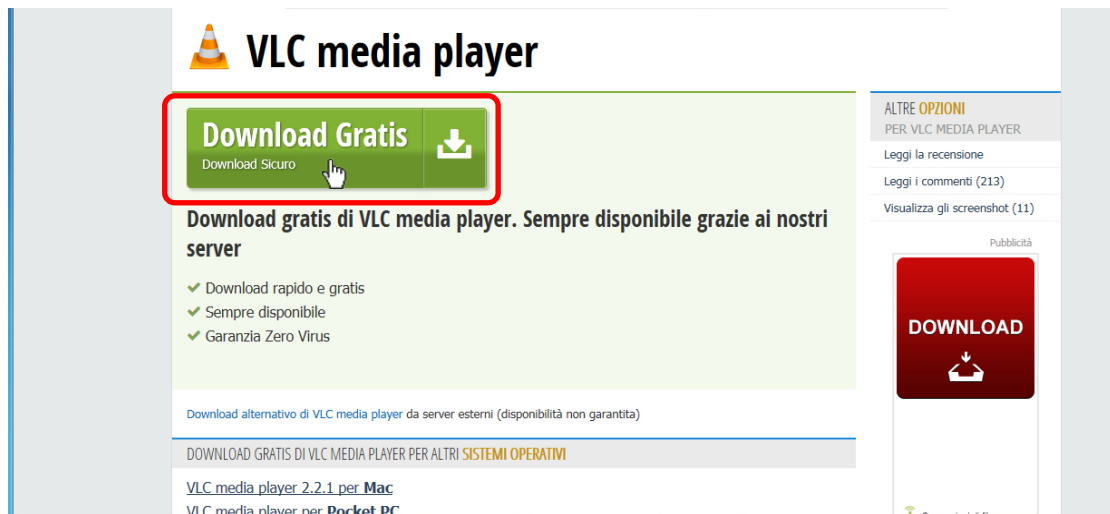 VLC media player
Download Gratis
Download Sicuro
Download gratis di VLC media player. Sempre disponibile grazie ai nostri
server
Download rapido e gratis
Sempre disponibile
Garanzia Zero Virus
Download alternativo di VLC media player da server esterni (disponibilità non garantita)
DOWNLOAD GRATIS DI VLC MEDIA PLAYER PER ALTRI SISTEMI OPERATIVI
VLC media player 2.2.1 per Mac
VLC media player per Pocket PC
ALTRE OPZIONI
PER VLC MEDIA PLAYER
Leggi la recensione
Leggi i commenti (213)
Visualizza gli screenshot (11)
Pubblicità
DOWNLOAD